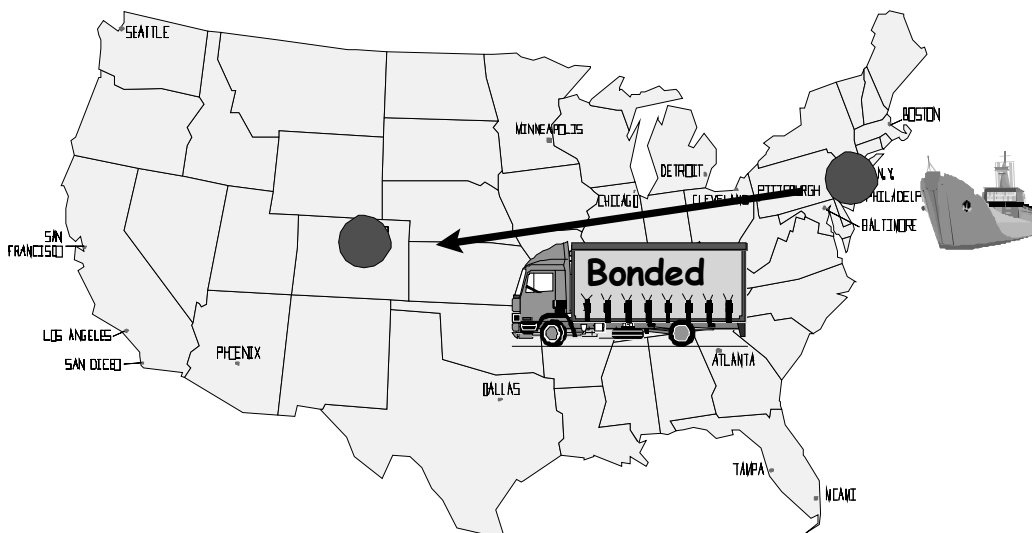 SEATTLE
BOSTON
MINNEAPOLIS
DETROIT
N.Y.
CHICAGO
CLEVELAND
PITTSBURGH
PHILADELP
BALTIMORE
SAN
FRANCISCO
Bonded
LOS ANGELES
SAN DIEGO
PHOENIX
ATLANTA
DALLAS
TAMPA
MIAMI